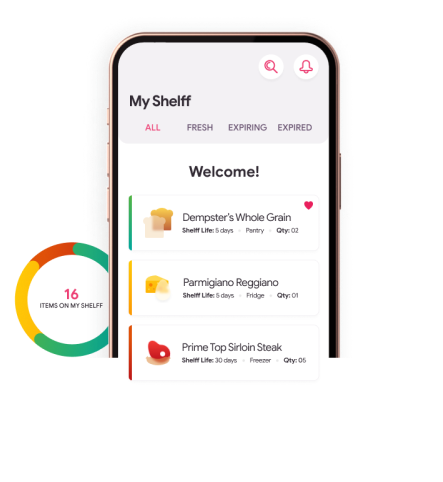 My Shelff
ALL FRESH EXPIRING EXPIRED
Welcome!
Dempster's Whole Grain
Shelff Life: 5 days • Pantry • Qty: 02
Parmigiano Reggiano
Shelff Life: 5 days • Fridge • Qty: 01
Prime Top Sirloin Steak
Shelff Life: 30 days • Freezer • Qty: 05
16
ITEMS ON MY SHELFF